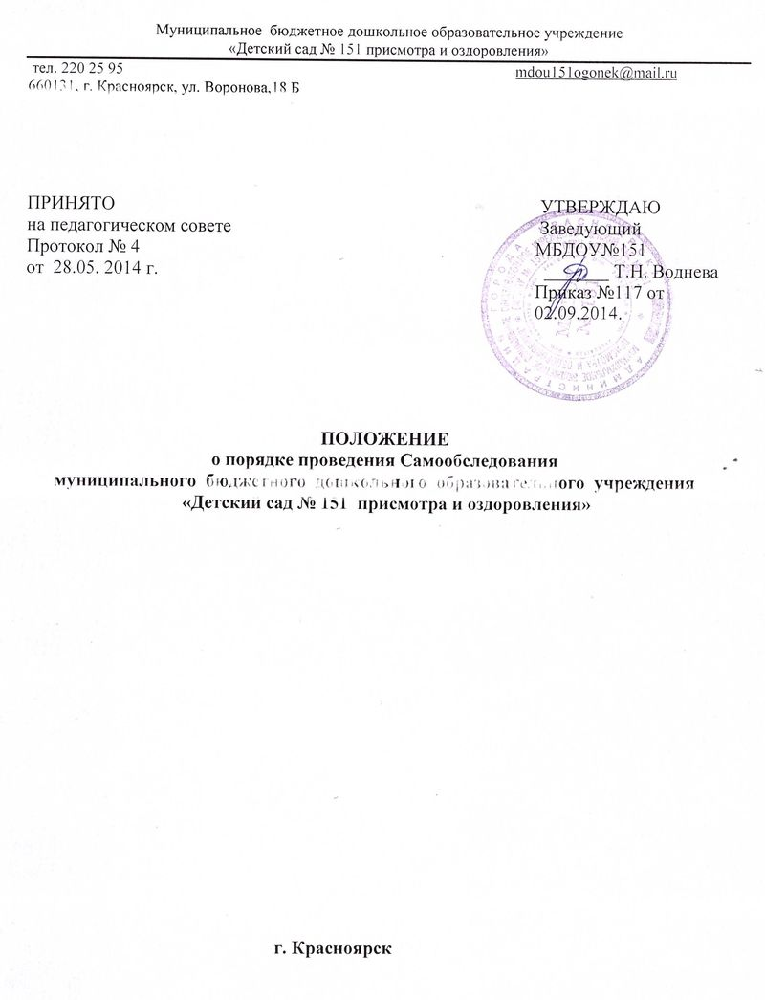 Муниципальное бюджетное дошкольное образовательное учреждение
«Детский сад № 151 присмотра и оздоровления»
тел. 220 25 95
mdou151ogonek@mail.ru
660131, г. Красноярск, ул. Воронова,18 Б
ПРИНЯТО
на педагогическом совете
Протокол № 4
от 28.05. 2014 г.
УТВЕРЖДАЮ
Заведующий
МБДОУ№151
_______ Т.Н. Воднева
Приказ №117 от
02.09.2014.
ПОЛОЖЕНИЕ
о порядке проведения Самообследования
муниципального бюджетного дошкольного образовательного учреждения
«Детский сад № 151 присмотра и оздоровления»
г. Красноярск